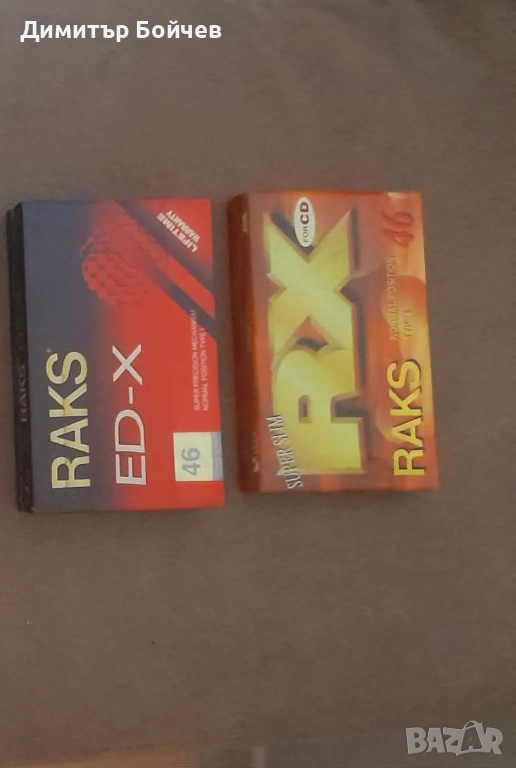 Димитър Бойчев
RAKS
RAKS®
ED-X
46
SUPER PRECISION MECHANISM
NORMAL POSITION TYPE I
LIFETIME
WARRANTY
SUPER SLIM
RX
FOR CD
RAKS
NORMAL POSITION
TYPE I
46
BAZAR